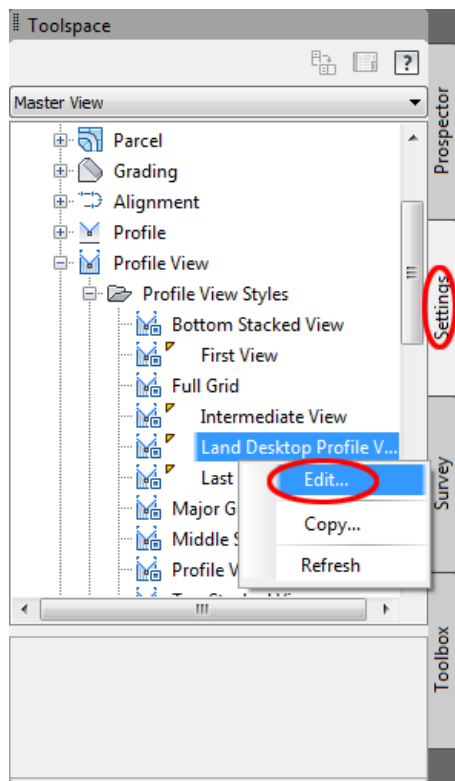 Toolspace
?
Master View
Parcel
Grading
Alignment
Profile
Profile View
Profile View Styles
Bottom Stacked View
First View
Full Grid
Intermediate View
Land Desktop Profile V...
Last
Edit...
Major G
Copy...
Middle S
Profile V
Refresh
Prospector
Settings
Survey
Toolbox